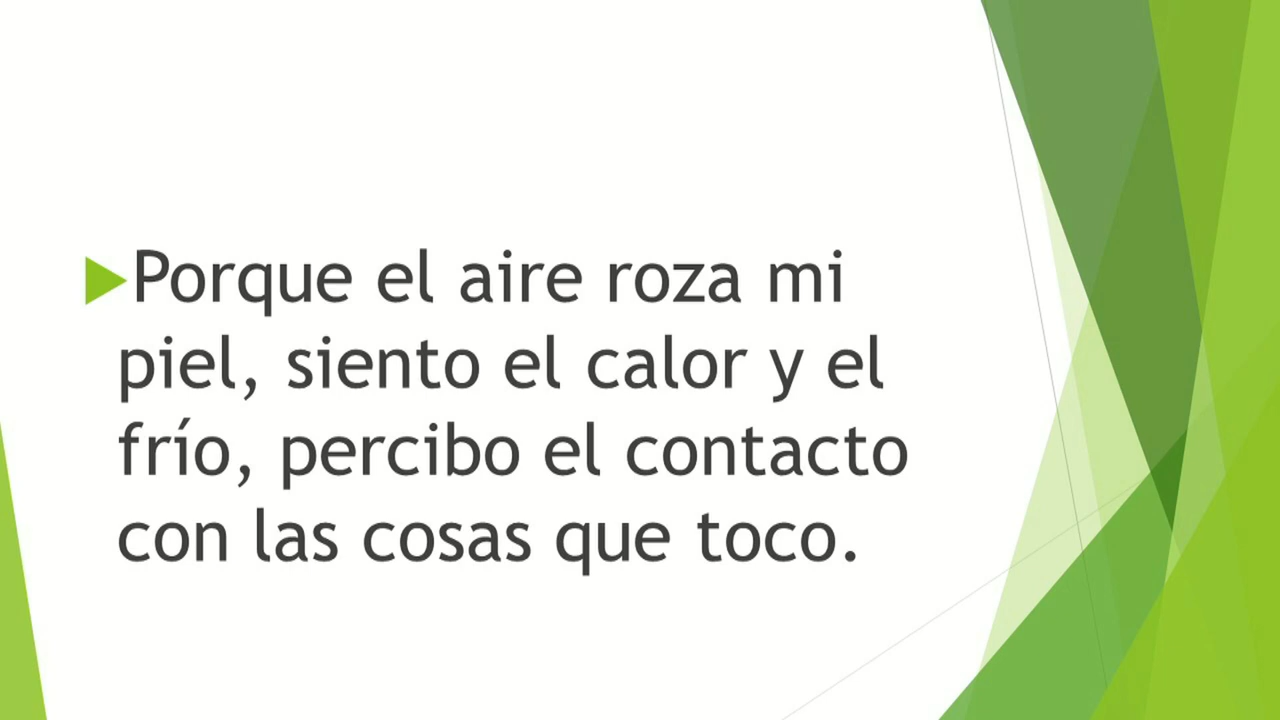 Porque el aire roza mi
piel, siento el calor y el
frío, percibo el contacto
con las cosas que toco.